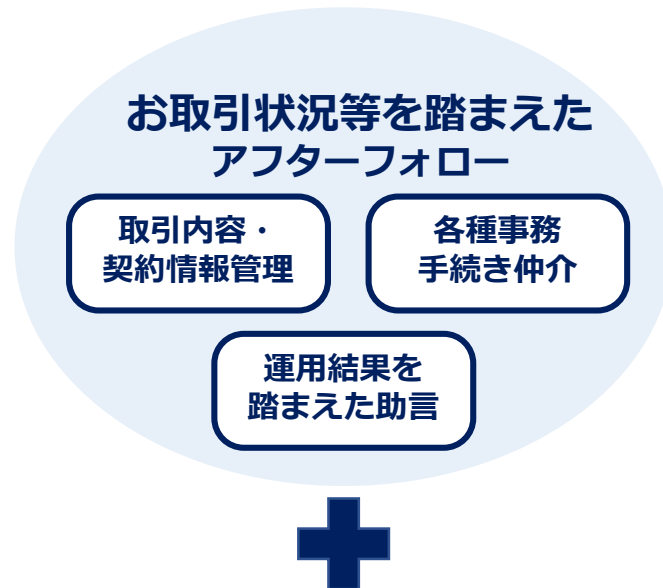 お取引状況等を踏まえた
アフターフォロー
取引内容・
契約情報管理
各種事務
手続き仲介
運用結果を
踏まえた助言